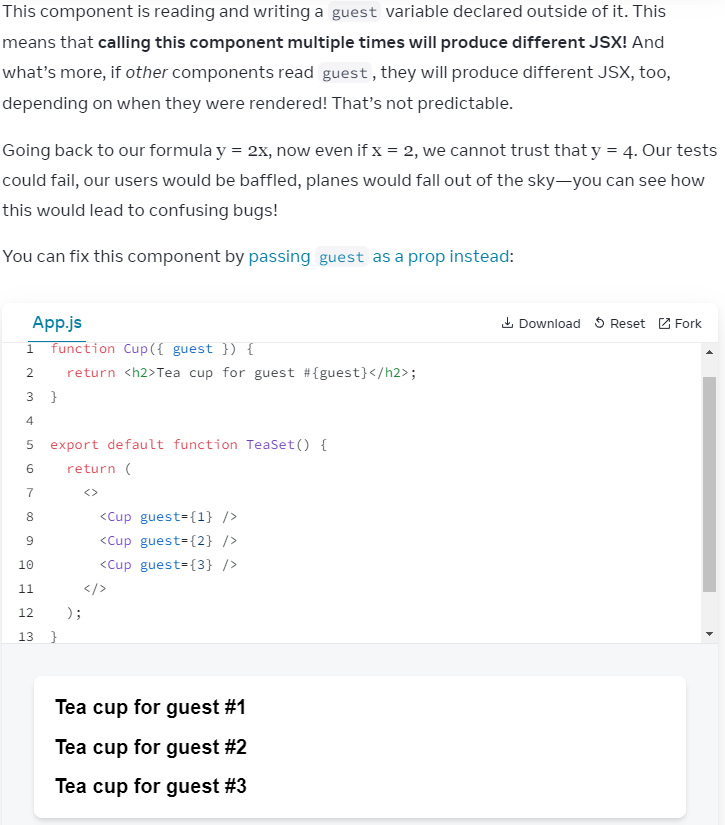 This component is reading and writing a guest variable declared outside of it. This
means that calling this component multiple times will produce different JSX! And
what’s more, if other components read guest, they will produce different JSX, too,
depending on when they were rendered! That’s not predictable.
Going back to our formula y = 2x, now even if x = 2, we cannot trust that y = 4. Our tests
could fail, our users would be baffled, planes would fall out of the sky—you can see how
this would lead to confusing bugs!
You can fix this component by passing guest as a prop instead:
App.js Download Reset Fork
1 function Cup({ guest }) {
2   return <h2>Tea cup for guest #{guest}</h2>;
3 }
4
5 export default function TeaSet() {
6   return (
7     <>
8       <Cup guest={1} />
9       <Cup guest={2} />
10       <Cup guest={3} />
11     </>
12   );
13 }
Tea cup for guest #1
Tea cup for guest #2
Tea cup for guest #3